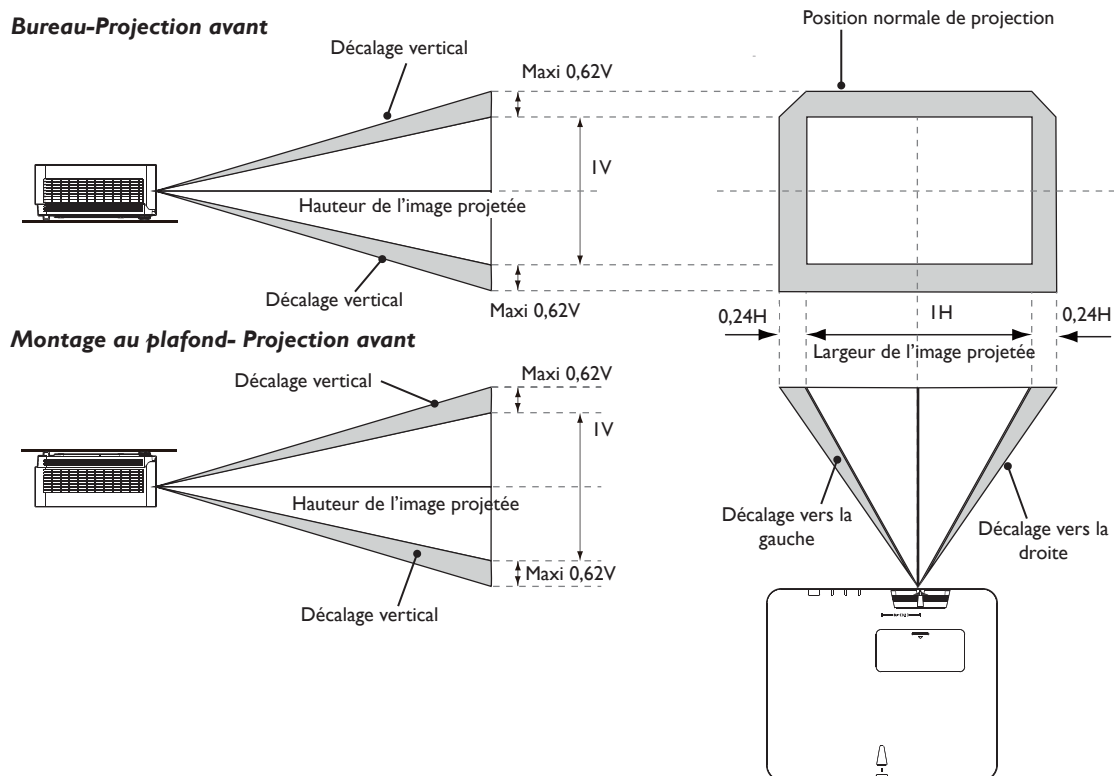 Bureau-Projection avant
Position normale de projection
Décalage vertical
Maxi 0,62V
1V
Hauteur de l'image projetée
Décalage vertical
Maxi 0,62V
0,24H
1H
0,24H
Largeur de l'image projetée
Montage au plafond- Projection avant
Décalage vertical
Maxi 0,62V
1V
Hauteur de l'image projetée
Décalage vers la
gauche
Décalage vers la
droite
Maxi 0,62V
Décalage vertical